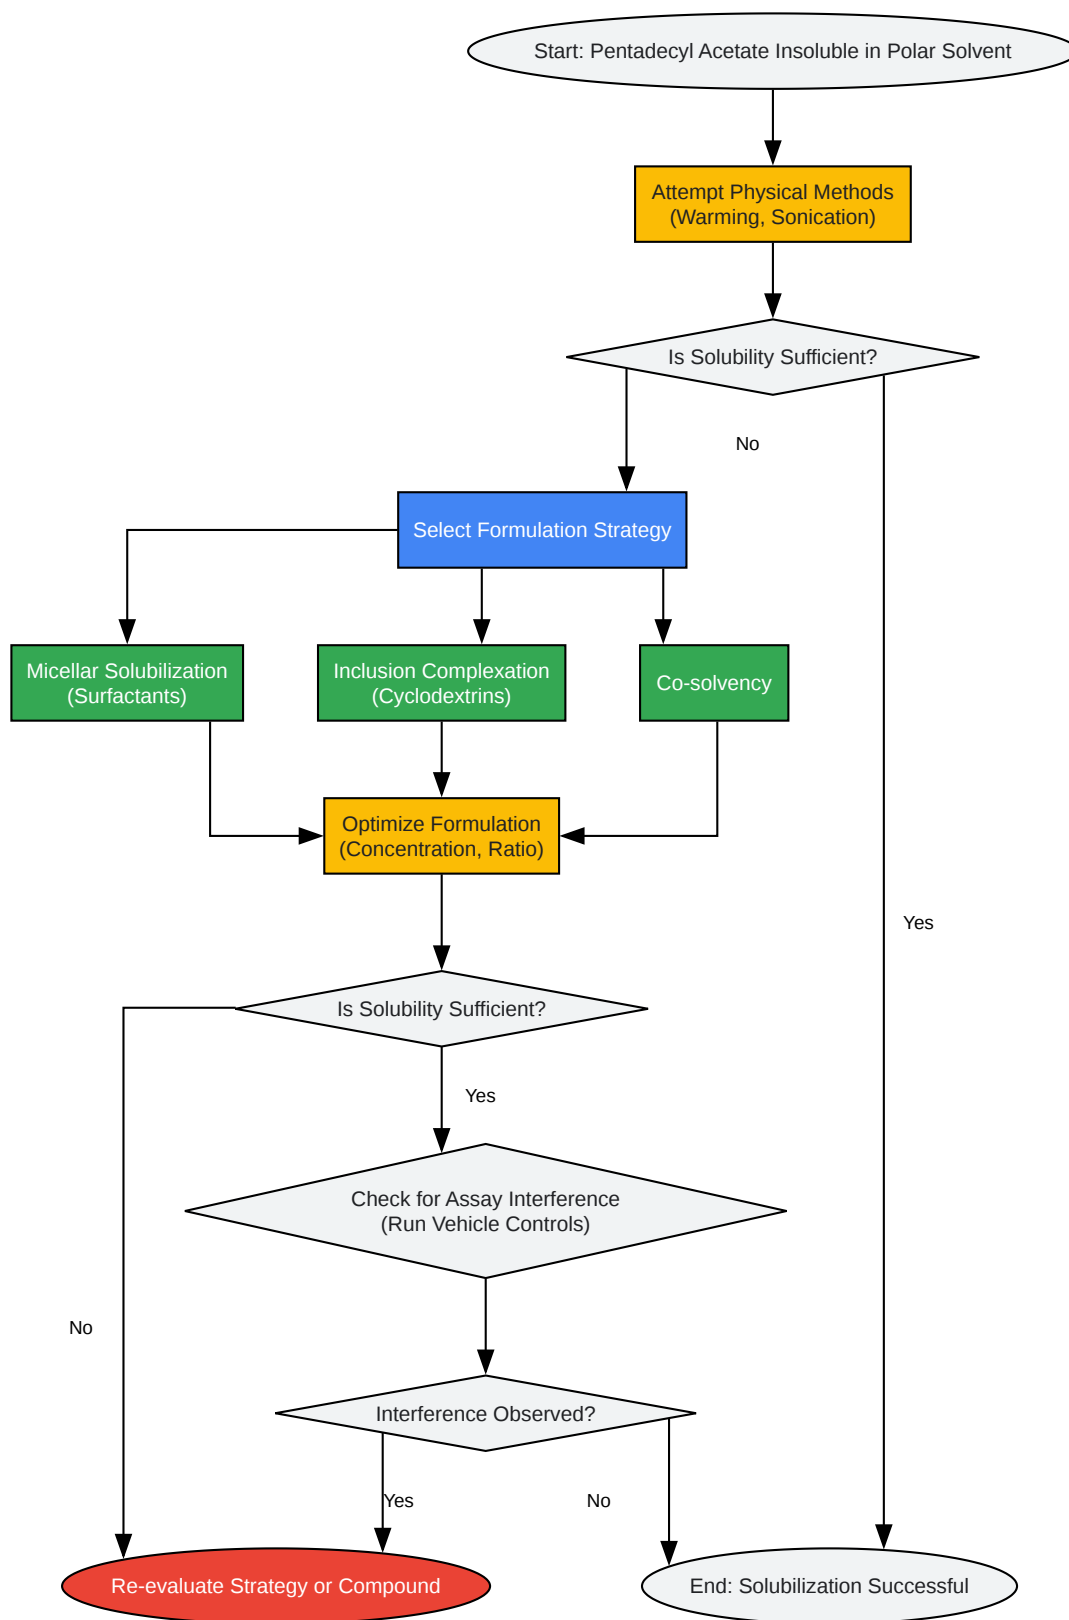 Start: Pentadecyl Acetate Insoluble in Polar Solvent
Attempt Physical Methods
(Warming, Sonication)
Is Solubility Sufficient?
No
Select Formulation Strategy
Micellar Solubilization
(Surfactants)
Inclusion Complexation
(Cyclodextrins)
Co-solvency
Optimize Formulation
(Concentration, Ratio)
Yes
Is Solubility Sufficient?
Yes
Check for Assay Interference
(Run Vehicle Controls)
No
Interference Observed?
Yes
No
Re-evaluate Strategy or Compound
End: Solubilization Successful